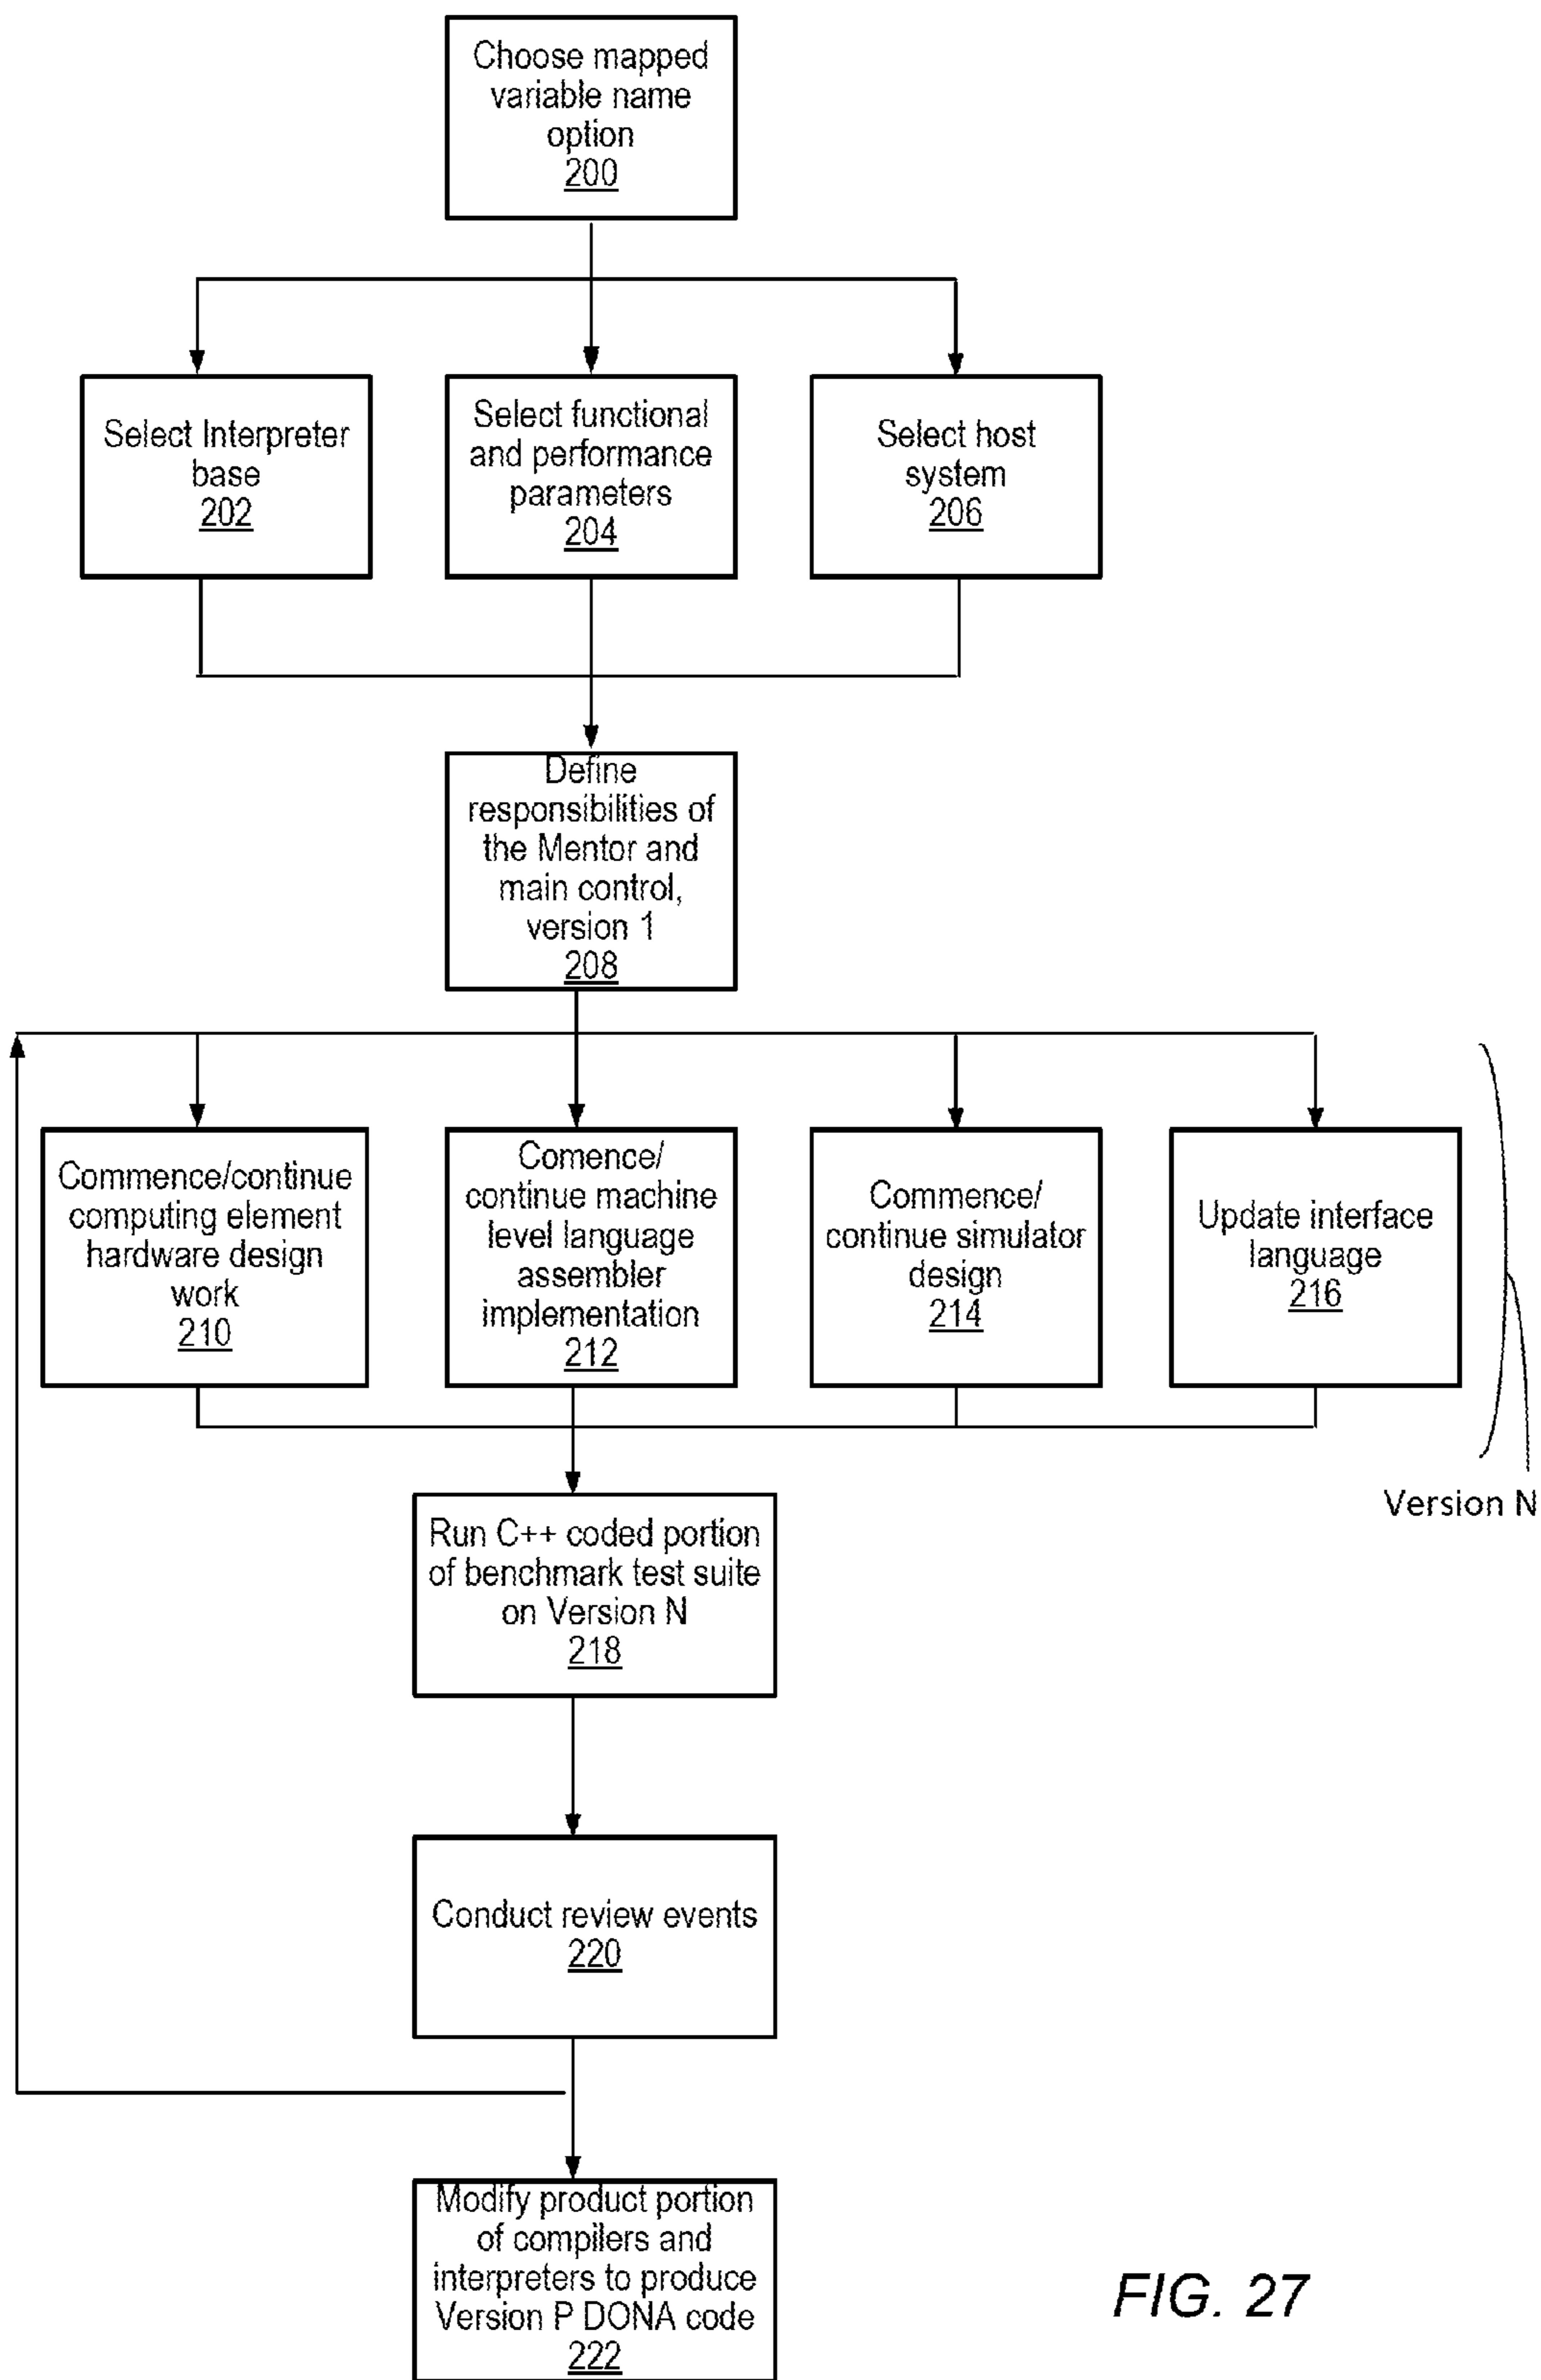 Choose mapped
variable name
option
200
Select Interpreter
base
202
Select functional
and performance
parameters
204
Select host
system
206
Define
responsibilities of
the Mentor and
main control,
version 1
208
Commence/continue
computing element
hardware design
work
210
Comence/
continue machine
level language
assembler
implementation
212
Commence/
continue simulator
design
214
Update interface
language
216
Version N
Run C++ coded portion
of benchmark test suite
on Version N
218
Conduct review events
220
Modify product portion
of compilers and
interpreters to produce
Version P DONA code
222
FIG. 27